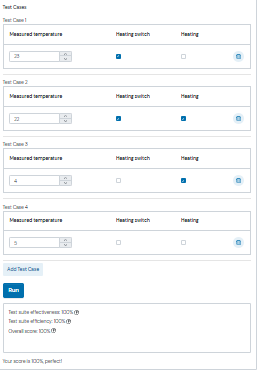 Test Cases
Test Case 1
Measured temperature Heating switch Heating
23
Test Case 2
Measured temperature Heating switch Heating
22
Test Case 3
Measured temperature Heating switch Heating
4
Test Case 4
Measured temperature Heating switch Heating
5
Add Test Case
Run
Test suite effectiveness: 100%
Test suite efficiency: 100%
Overall score: 100%
Your score is 100%, perfect!